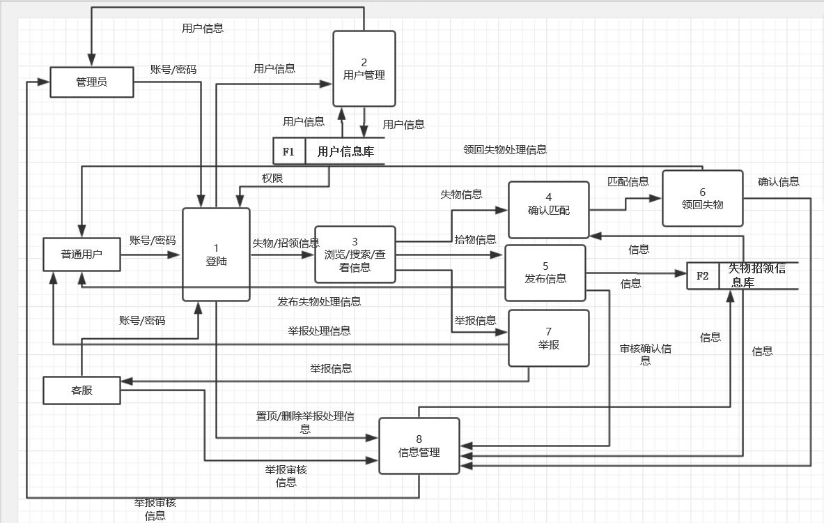 用户信息
2
用户管理
管理员
账号/密码
用户信息
用户信息
用户信息
F1
用户信息库
领回失物处理信息
权限
失物信息
4
确认匹配
匹配信息
6
领回失物
确认信息
普通用户
账号/密码
1
登陆
失物/招领信息
3
浏览/搜索/查
看信息
拾物信息
5
发布信息
信息
信息
F2
失物招领信
息库
发布失物处理信息
账号/密码
举报处理信息
举报信息
7
举报
审核确认信
息
信息
信息
举报信息
客服
置顶/删除举报处理信
息
8
信息管理
举报审核
信息
举报审核
信息